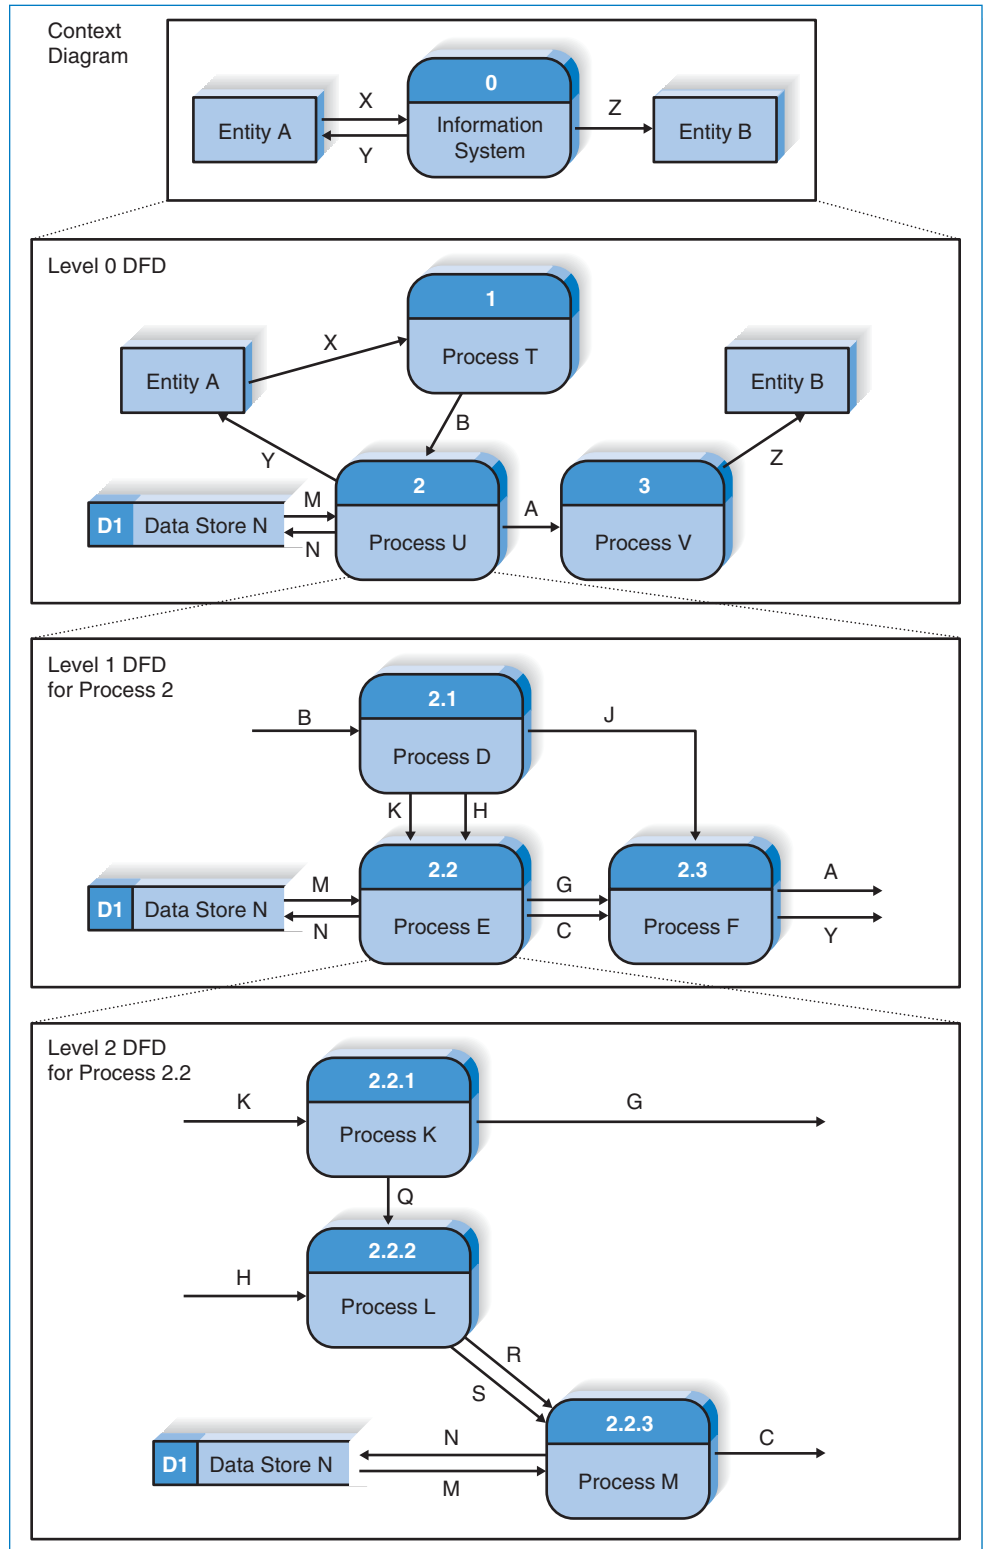 Context
Diagram
0
Entity A
X
Y
Information
System
Z
Entity B
Level 0 DFD
1
Process T
X
Entity A
Entity B
B
Y
Z
2
3
D1 Data Store N
M
N
Process U
A
Process V
Level 1 DFD
for Process 2
2.1
B
J
Process D
K
H
2.2
2.3
D1 Data Store N
M
N
Process E
G
C
Process F
A
Y
Level 2 DFD
for Process 2.2
2.2.1
K
G
Process K
Q
2.2.2
H
Process L
R
S
2.2.3
D1 Data Store N
N
M
Process M
C